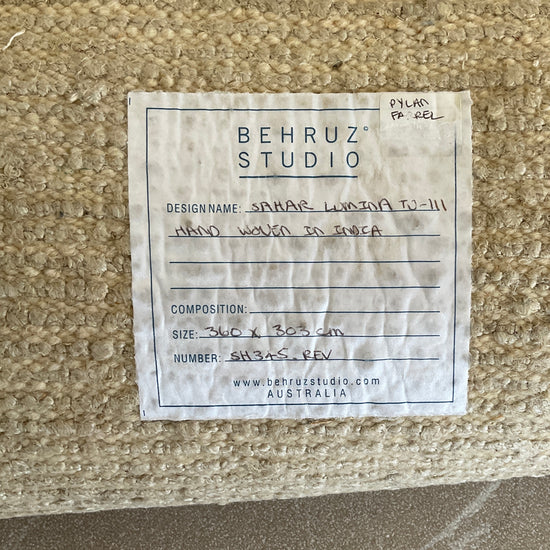 PYLAN
FARREL
BEHRUZ°
STUDIO
DESIGN NAME: SAHAR LUMINA TJ-111
HAND WOVEN IN INDIA
COMPOSITION:
SIZE: 360 x 303 cm
NUMBER: SH345 REV
www.behruzstudio.com
AUSTRALIA